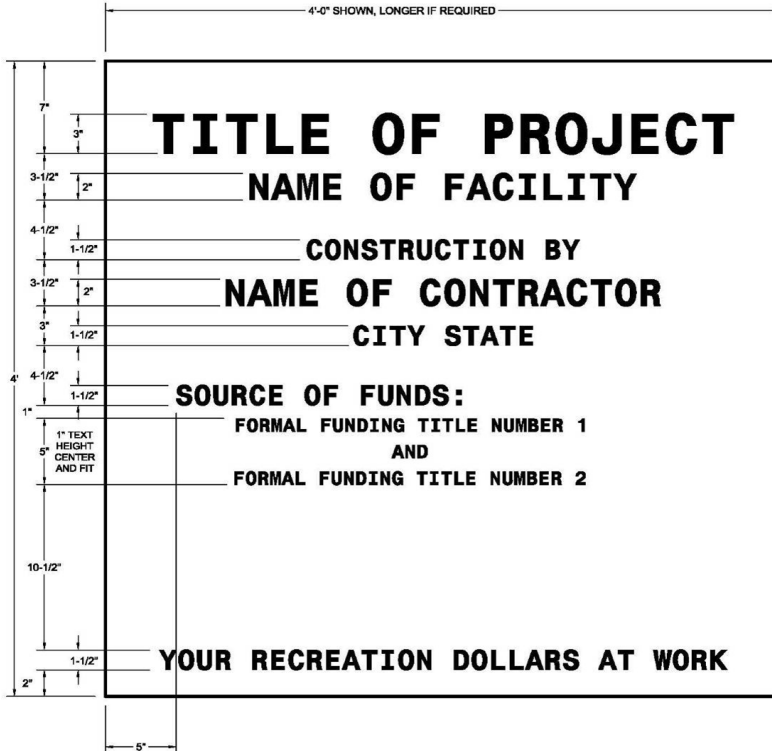 4'-0" SHOWN, LONGER IF REQUIRED
7"
3"
TITLE OF PROJECT
3-1/2"
2"
NAME OF FACILITY
4-1/2"
1-1/2"
CONSTRUCTION BY
3-1/2"
2"
NAME OF CONTRACTOR
3"
1-1/2"
CITY STATE
4'
4-1/2"
1-1/2"
SOURCE OF FUNDS:
1"
FORMAL FUNDING TITLE NUMBER 1
5"
1" TEXT
HEIGHT
CENTER
AND FIT
AND
FORMAL FUNDING TITLE NUMBER 2
10-1/2"
1-1/2"
YOUR RECREATION DOLLARS AT WORK
2"
5"